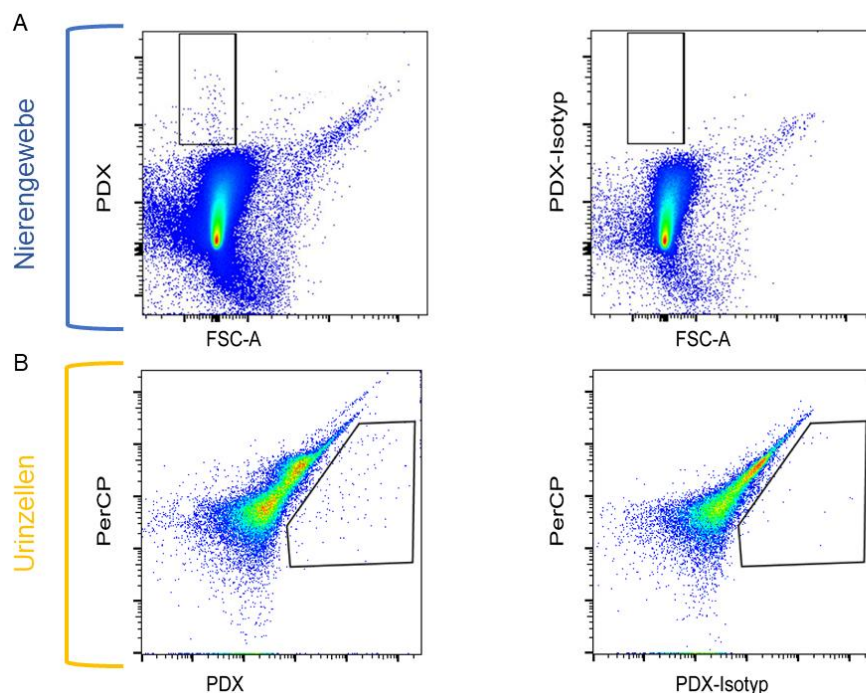 A
Nierengewebe
PDX
FSC-A
PDX-Isotyp
FSC-A
B
Urinzellen
PerCP
PDX
PerCP
PDX-Isotyp